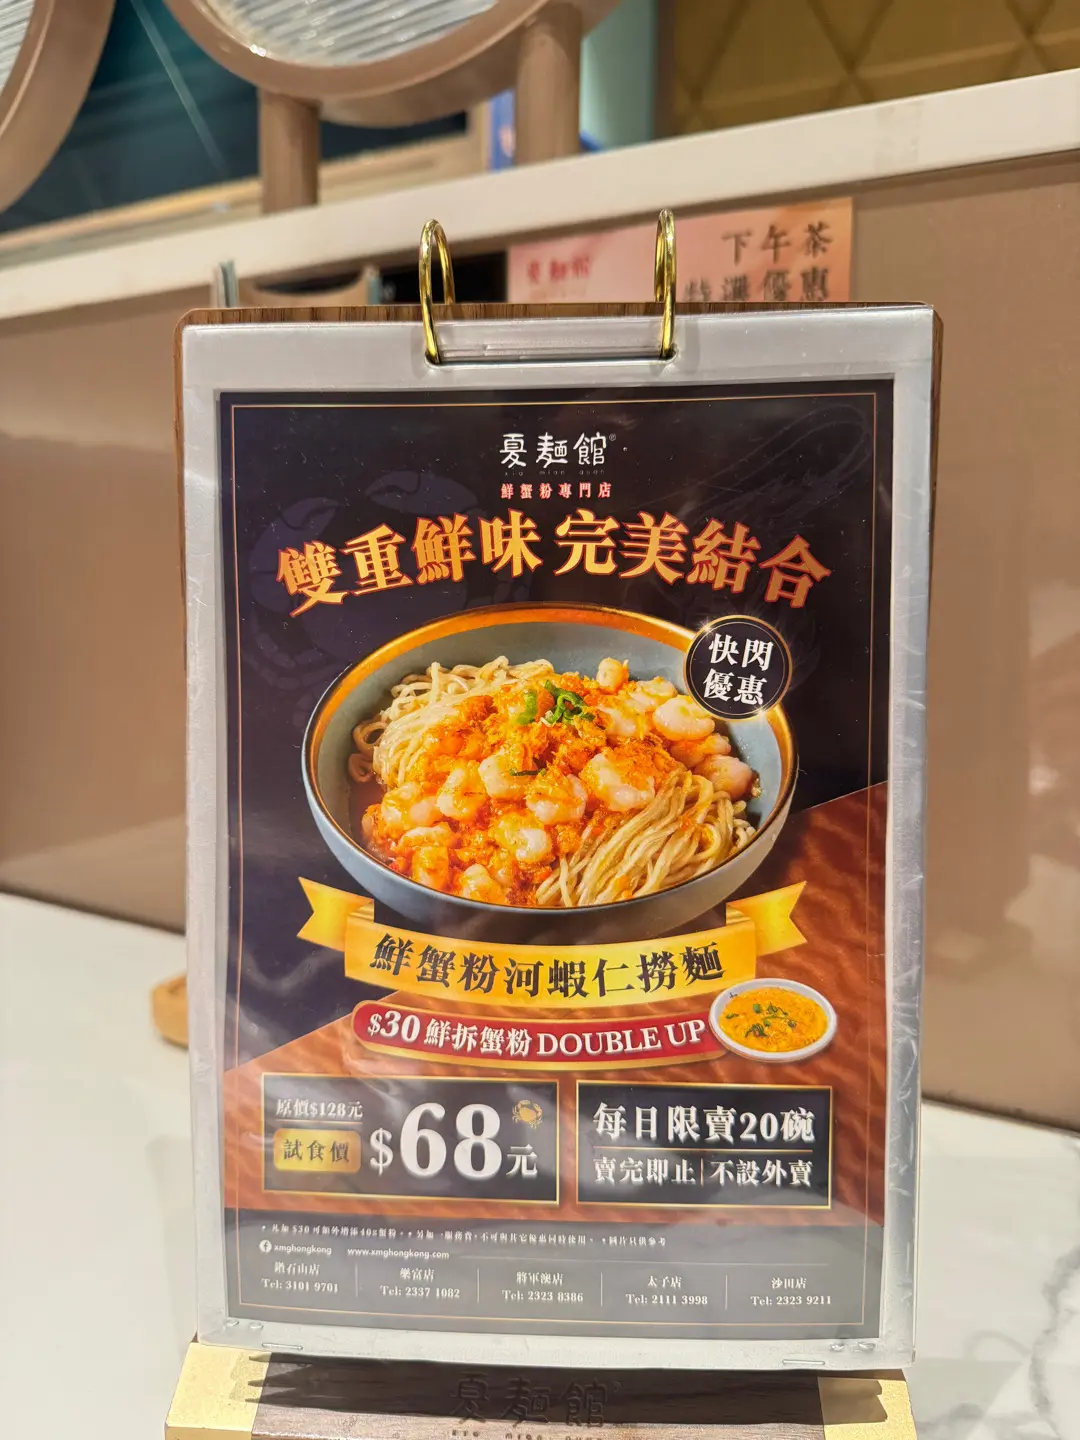 下午茶
優惠
夏麵館
xia mian guan
鮮蟹粉專門店
雙重鮮味 完美結合
快閃
優惠
鮮蟹粉河蝦仁撈麵
$30鮮拆蟹粉 DOUBLE UP
原價$128元
試食價
$68元
每日限賣20碗
賣完即止|不設外賣
xmghongkong www.xmghongkong.com
鑽石山店 樂富店 將軍澳店 太子店 沙田店
Tel: 3101 9701 Tel: 2337 1082 Tel: 2323 8386 Tel: 2111 3998 Tel: 2323 9211
夏麵館